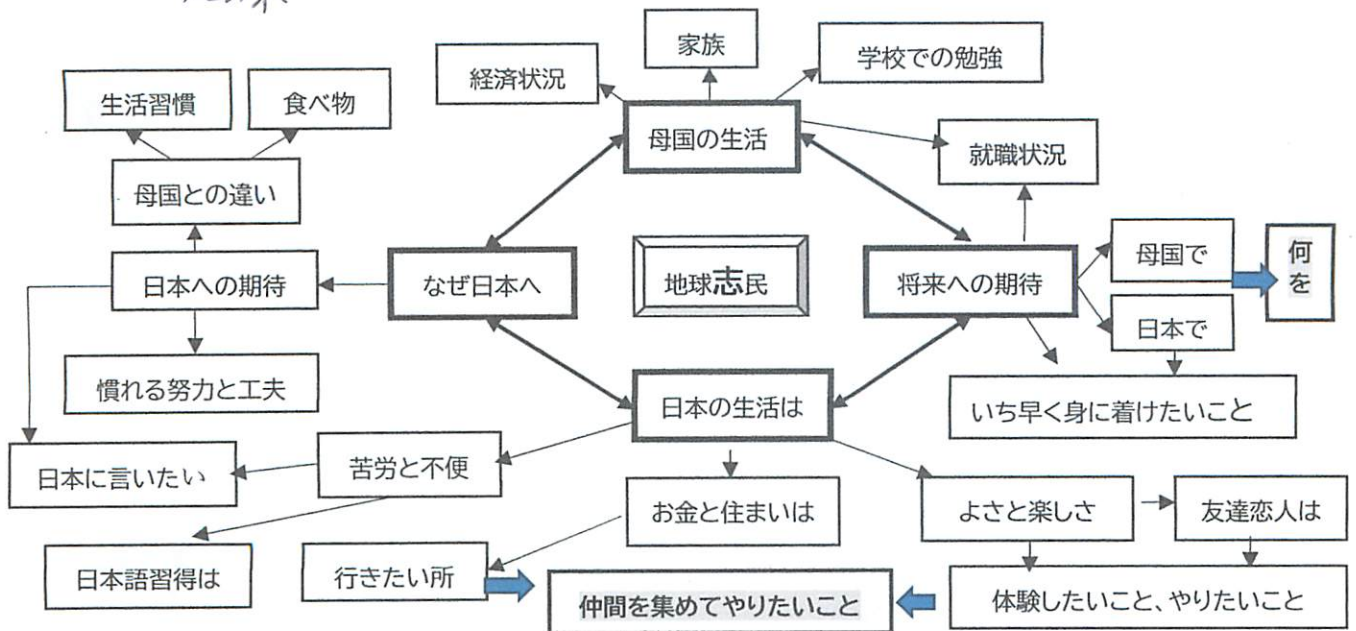 家族
学校での勉強
経済状況
生活習慣
食べ物
母国の生活
就職状況
母国との違い
母国で
何を
日本への期待
なぜ日本へ
地球志民
将来への期待
日本で
慣れる努力と工夫
日本の生活は
いち早く身に着けたいこと
日本に言いたい
苦労と不便
お金と住まいは
よさと楽しさ
友達恋人は
日本語習得は
行きたい所
仲間を集めてやりたいこと
体験したいこと、やりたいこと